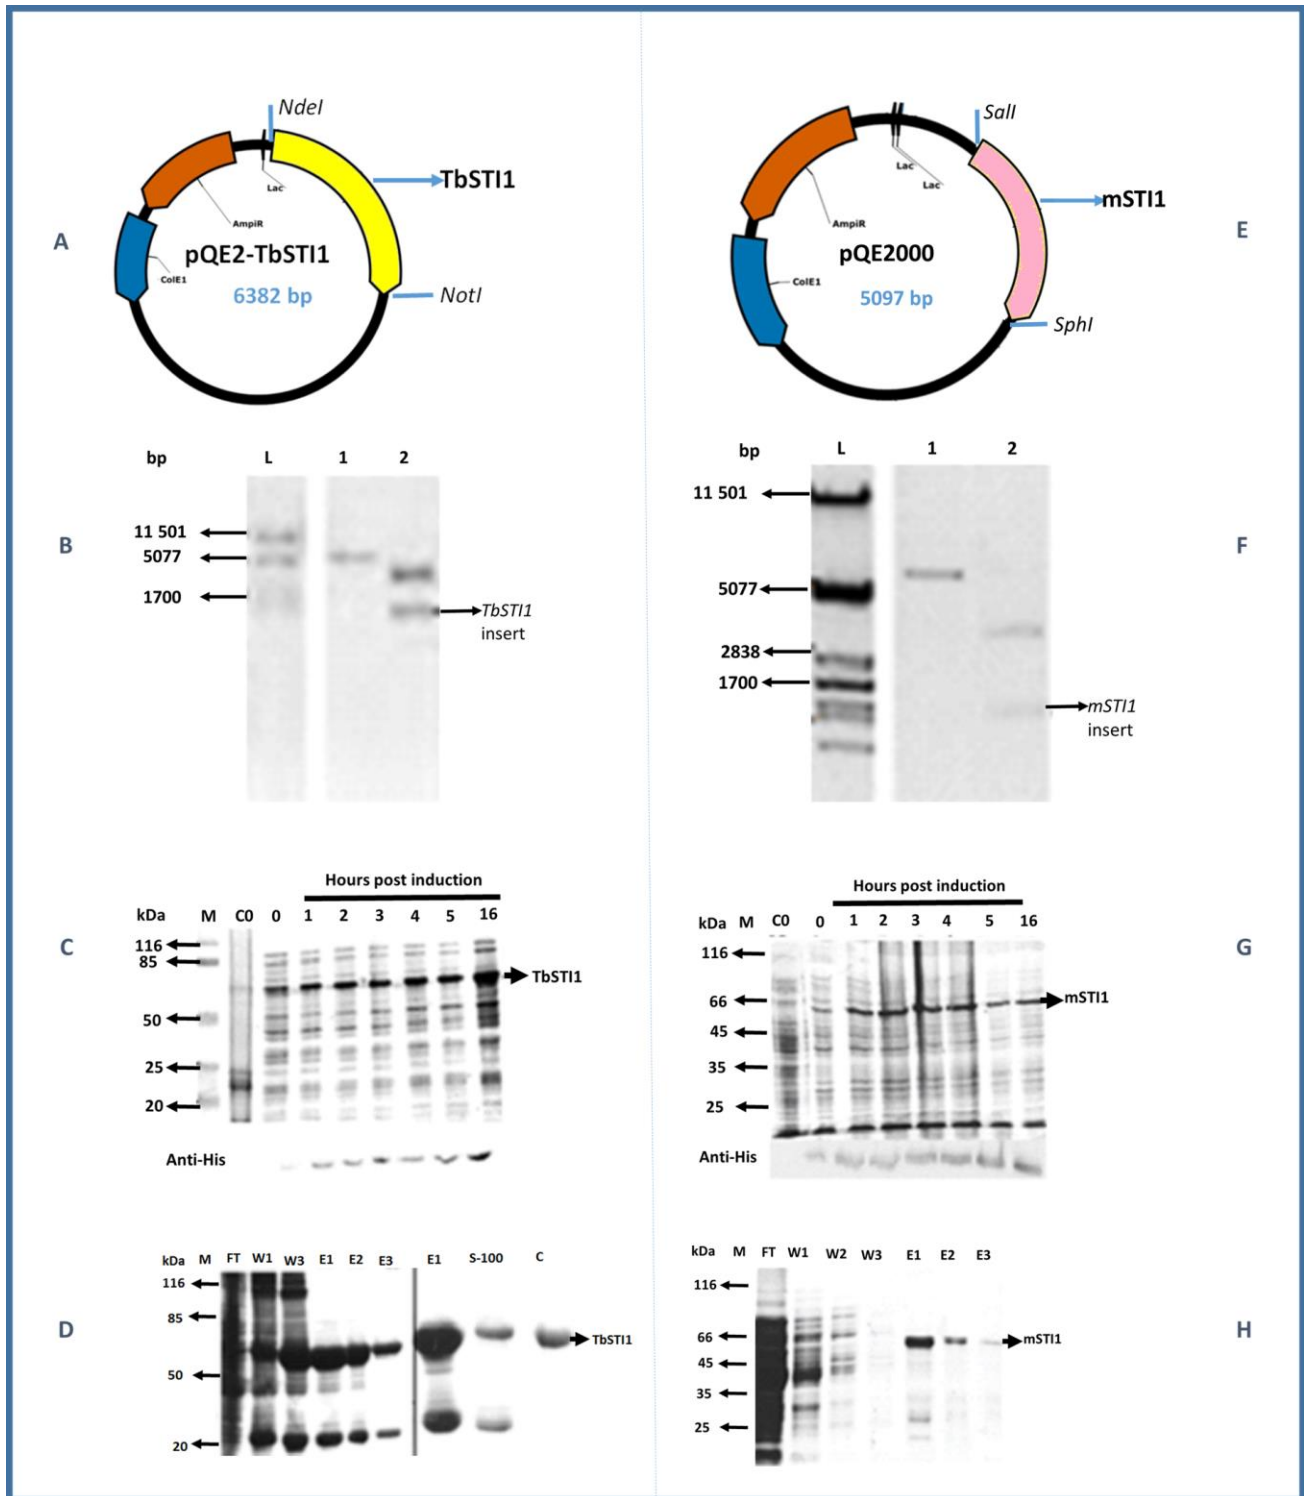 NdeI
TbSTI1
Lac
AmpiR
pQE2-TbSTI1
ColE1
6382 bp
NotI
A
SalI
Lac
Lac
mSTI1
AmpiR
pQE2000
ColE1
5097 bp
SphI
E
bp L 1 2
11 501
5077
1700
TbSTI1
insert
B
bp L 1 2
11 501
5077
2838
1700
mSTI1
insert
F
Hours post induction
kDa M C0 0 1 2 3 4 5 16
116
85
50
25
20
TbSTI1
Anti-His
C
Hours post induction
kDa M C0 0 1 2 3 4 5 16
116
66
45
35
25
mSTI1
Anti-His
G
kDa M FT W1 W3 E1 E2 E3 E1 S-100 C
116
85
50
20
TbSTI1
D
kDa M FT W1 W2 W3 E1 E2 E3
116
66
45
35
25
mSTI1
H